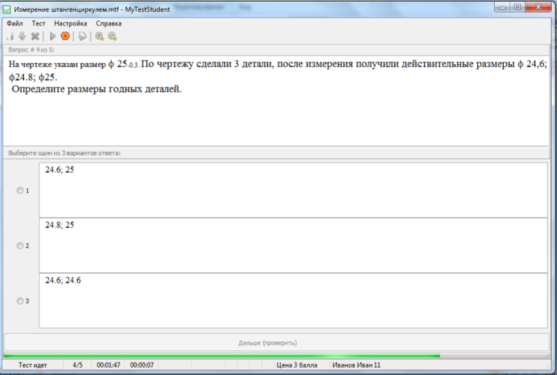 Измерение штангенциркулем.mtf - MyTestStudent
Файл Тест Настройка Справка
Вопрос # 4 из 5:
На чертеже указан размер ϕ 25-0.3. По чертежу сделали 3 детали, после измерения получили действительные размеры ϕ 24,6;
ϕ24.8; ϕ25.
Определите размеры годных деталей.
Выберите один из 3 вариантов ответа:
24.6; 25
1
24.8; 25
2
24.6; 24.6
3
Дальше (проверить)
Тест идет 4/5 00:01:47 00:00:07 Цена 3 балла Иванов Иван 11